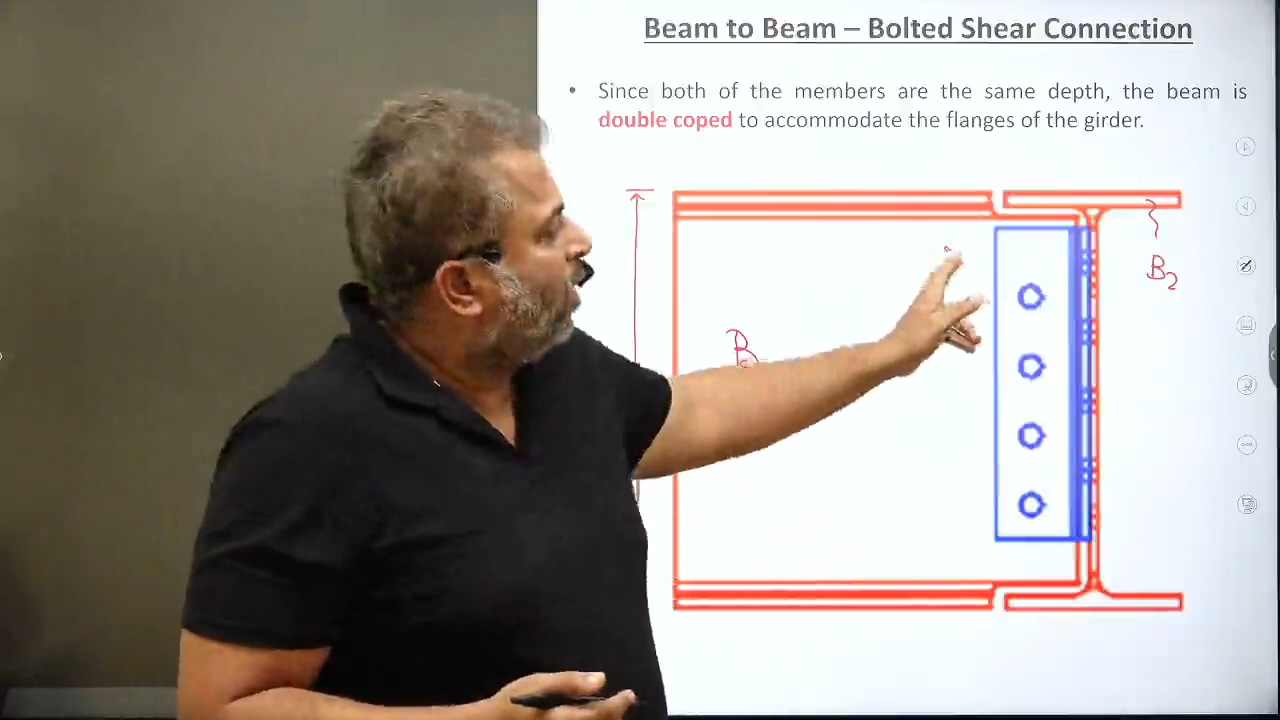 Beam to Beam – Bolted Shear Connection
• Since both of the members are the same depth, the beam is
double coped to accommodate the flanges of the girder.
B2
B